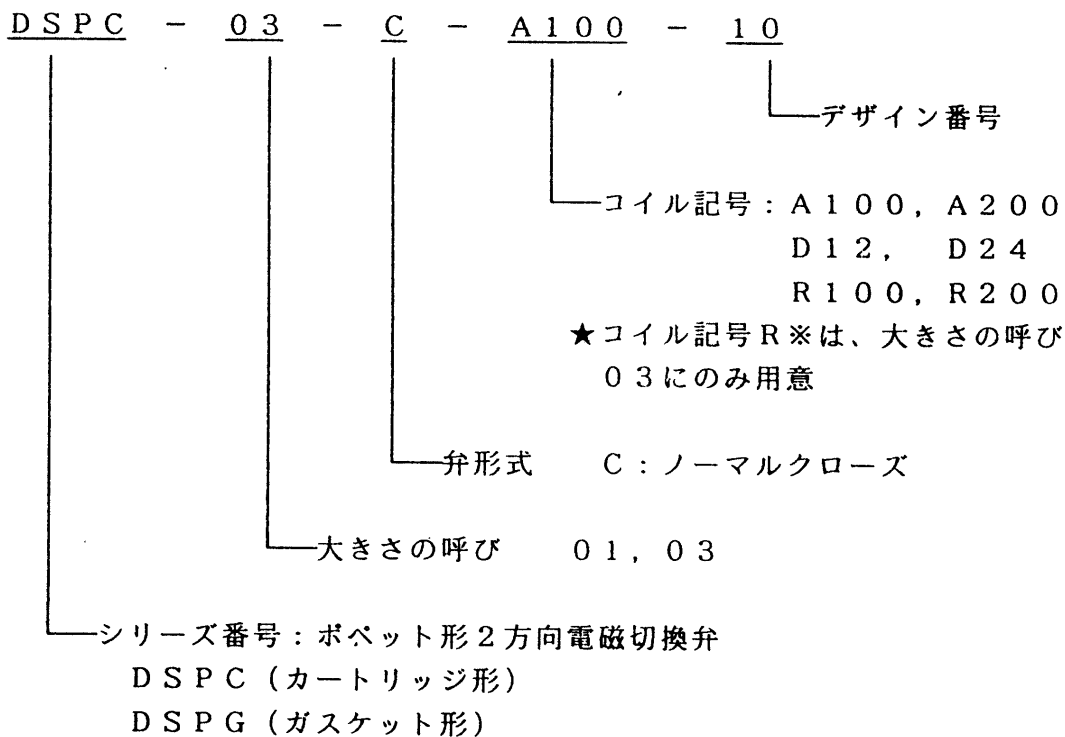 DSPC - 03 - C - A100 - 10
デザイン番号
コイル記号:A100, A200
D12, D24
R100, R200
★コイル記号R※は、大きさの呼び
03にのみ用意
弁形式 C:ノーマルクローズ
大きさの呼び 01, 03
シリーズ番号:ポペット形2方向電磁切換弁
DSPC(カートリッジ形)
DSPG(ガスケット形)